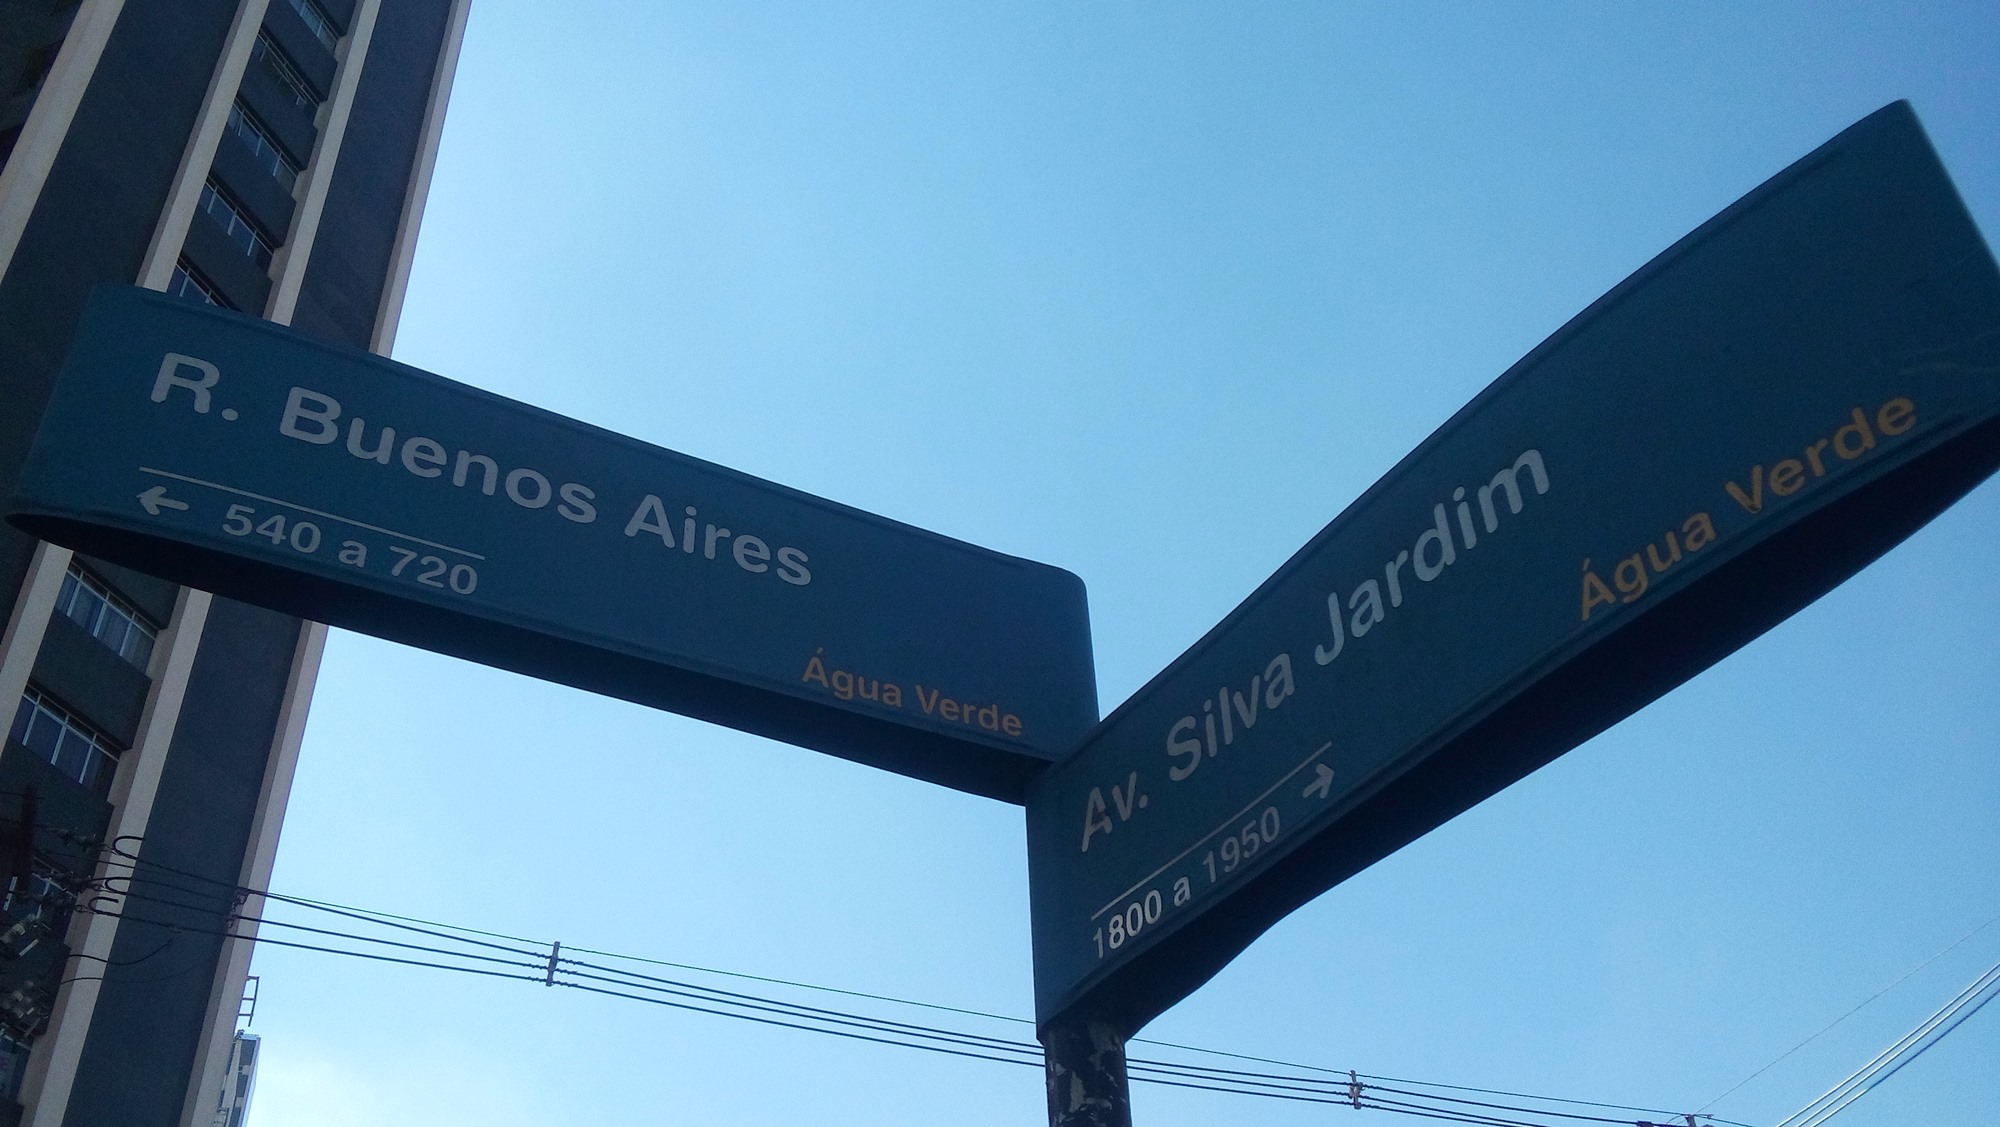 R. Buenos Aires
← 540 a 720
Água Verde
Av. Silva Jardim
1800 a 1950 →
Água Verde